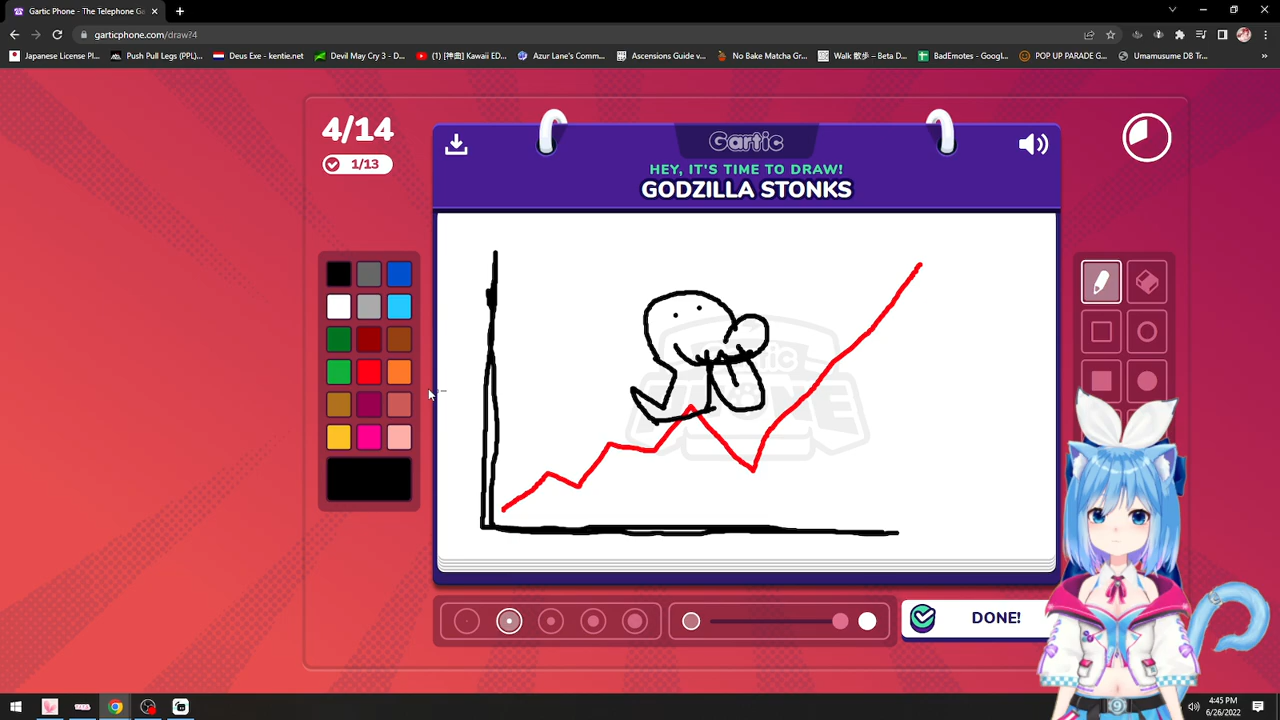 Gartic Phone - The Telephone Ga
garticphone.com/draw?4
Japanese License Pl... Push Pull Legs (PPL)... Deus Exe - kentie.net Devil May Cry 3 - D... (1) [神曲] Kawaii ED... Azur Lane's Comm... Ascensions Guide v... No Bake Matcha Gr... Walk 散歩 – Beta D... BadEmotes - Googl... POP UP PARADE G... Umamusume DB Tr...
4/14
1/13
Gartic
HEY, IT'S TIME TO DRAW!
GODZILLA STONKS
DONE!
4:45 PM
6/26/2022